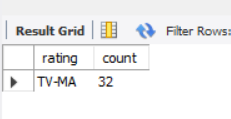 Result Grid Filter Rows:
rating count
TV-MA 32